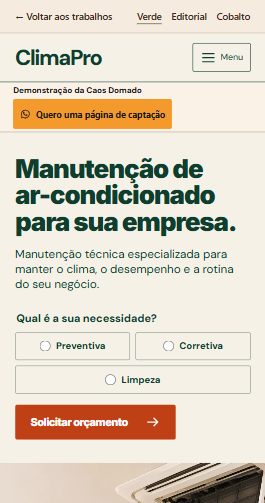 ← Voltar aos trabalhos Verde Editorial Cobalto
ClimaPro Menu
Demonstração da Caos Domado
Quero uma página de captação
Manutenção de
ar-condicionado
para sua empresa.
Manutenção técnica especializada para
manter o clima, o desempenho e a rotina
do seu negócio.
Qual é a sua necessidade?
Preventiva Corretiva
Limpeza
Solicitar orçamento →